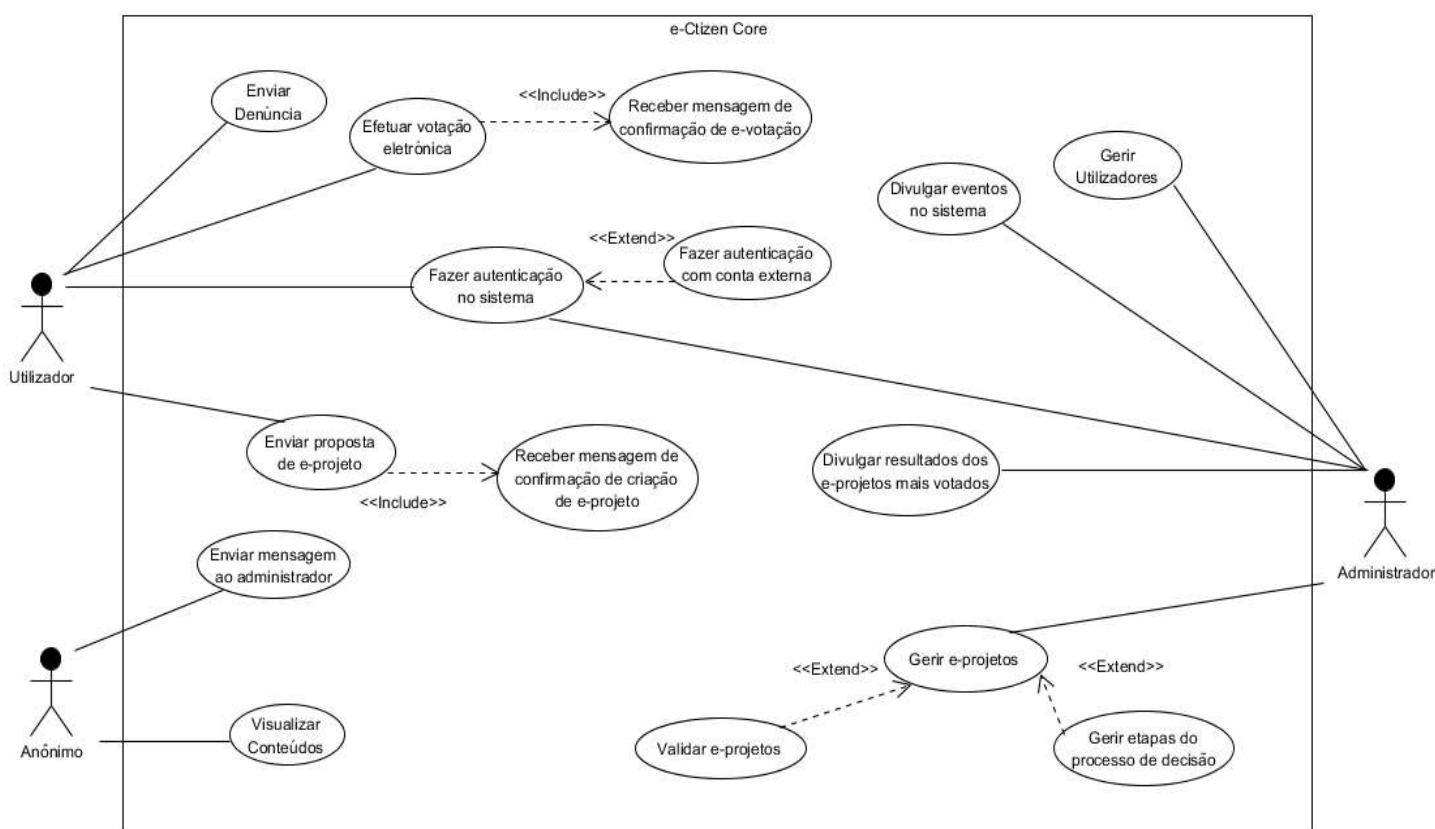 e-Ctizen Core
Enviar
Denúncia
Efetuar votação
eletrónica
<<Include>>
Receber mensagem de
confirmação de e-votação
Gerir
Utilizadores
Divulgar eventos
no sistema
<<Extend>>
Fazer autenticação
com conta externa
Fazer autenticação
no sistema
Utilizador
Enviar proposta
de e-projeto
<<Include>>
Receber mensagem de
confirmação de criação
de e-projeto
Divulgar resultados dos
e-projetos mais votados
Administrador
Enviar mensagem
ao administrador
Anónimo
Visualizar
Conteúdos
Gerir e-projetos
<<Extend>>
<<Extend>>
Validar e-projetos
Gerir etapas do
processo de decisão